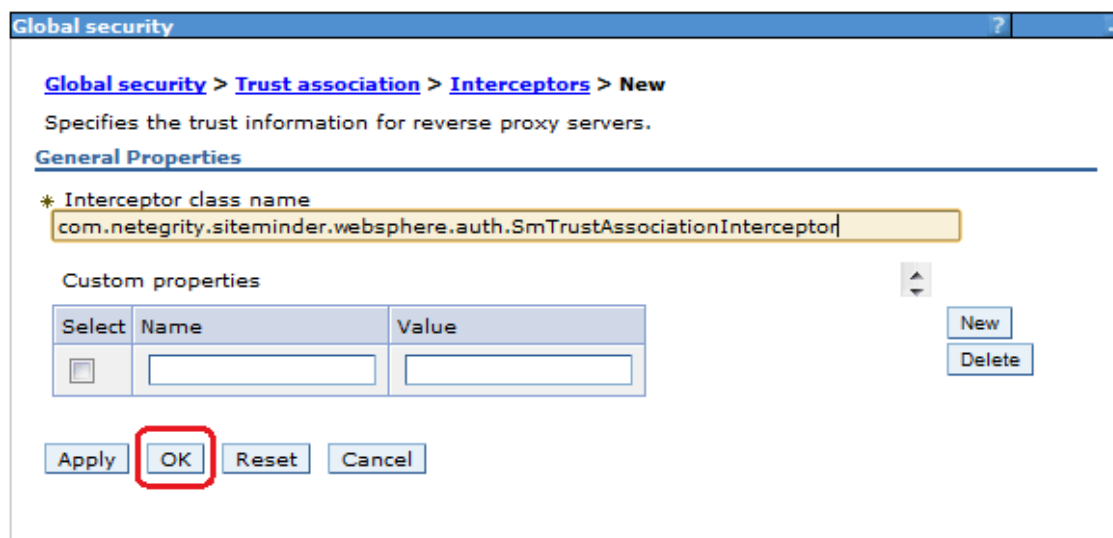 Global security ?
Global security > Trust association > Interceptors > New
Specifies the trust information for reverse proxy servers.
General Properties
* Interceptor class name
com.netegrity.siteminder.websphere.auth.SmTrustAssociationInterceptor
Custom properties
Select Name Value New
Delete
Apply OK Reset Cancel